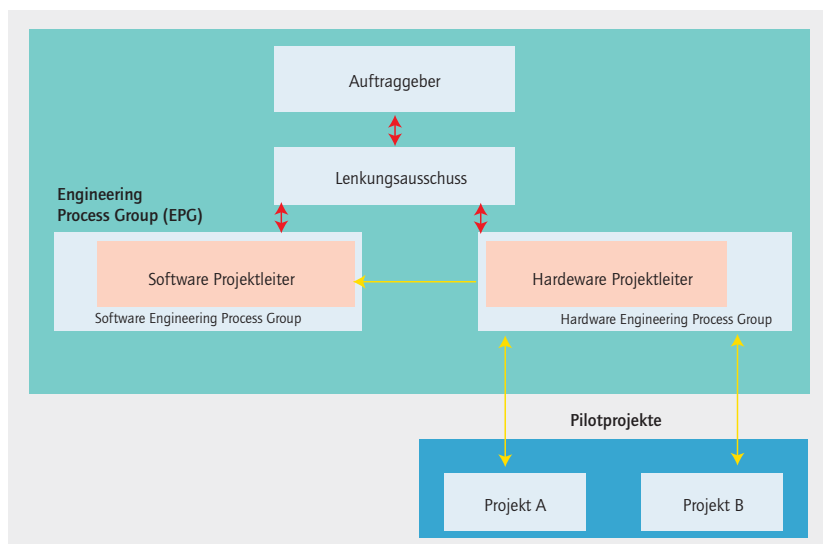 Auftraggeber
Lenkungsausschuss
Engineering
Process Group (EPG)
Software Projektleiter
Software Engineering Process Group
Hardeware Projektleiter
Hardware Engineering Process Group
Pilotprojekte
Projekt A
Projekt B